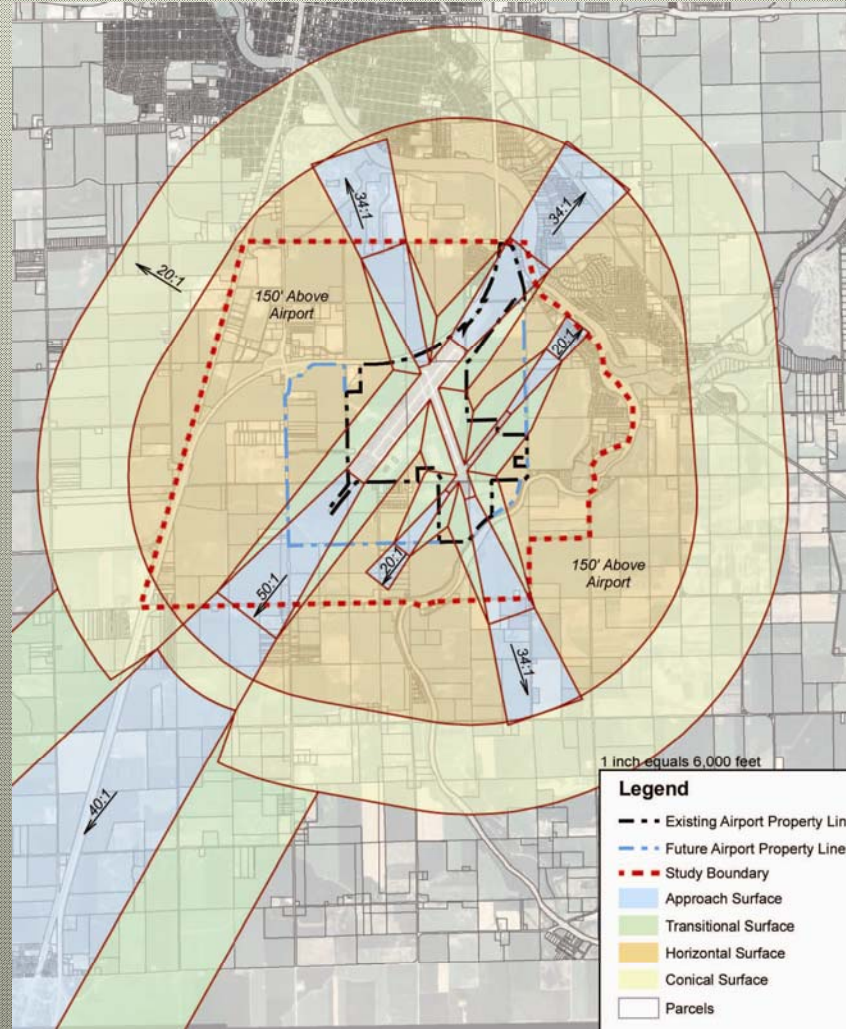 34:1
34:1
20:1
150' Above
Airport
20:1
20:1
50:1
150' Above
Airport
34:1
40:1
1 inch equals 6,000 feet
Legend
Existing Airport Property Lin
Future Airport Property Line
Study Boundary
Approach Surface
Transitional Surface
Horizontal Surface
Conical Surface
Parcels